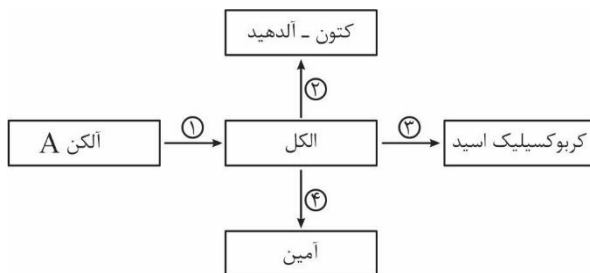 کتون ـ آلدهید
②
آلکن A ① الکل ③ کربوکسیلیک اسید
④
آمین